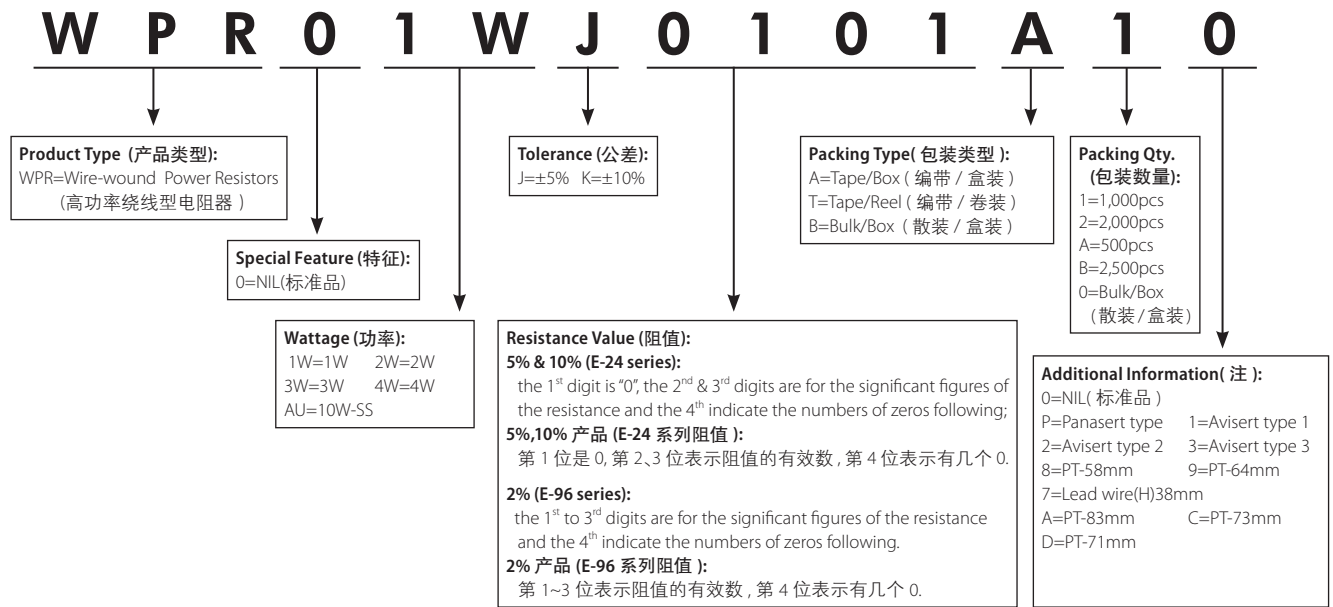 WPR01WJ0101A10
Product Type (产品类型):
WPR=Wire-wound Power Resistors
(高功率绕线型电阻器)
Special Feature (特征):
0=NIL(标准品)
Wattage (功率):
1W=1W 2W=2W
3W=3W 4W=4W
AU=10W-SS
Tolerance (公差):
J=±5% K=±10%
Resistance Value (阻值):
5% & 10% (E-24 series):
the 1st digit is "0", the 2nd & 3rd digits are for the significant figures of
the resistance and the 4th indicate the numbers of zeros following;
5%,10% 产品 (E-24 系列阻值):
第 1 位是 0, 第 2、3 位表示阻值的有效数, 第 4 位表示有几个 0.
2% (E-96 series):
the 1st to 3rd digits are for the significant figures of the resistance
and the 4th indicate the numbers of zeros following.
2% 产品 (E-96 系列阻值):
第 1~3 位表示阻值的有效数, 第 4 位表示有几个 0.
Packing Type( 包装类型 ):
A=Tape/Box ( 编带 / 盒装 )
T=Tape/Reel ( 编带 / 卷装 )
B=Bulk/Box ( 散装 / 盒装 )
Packing Qty.
(包装数量):
1=1,000pcs
2=2,000pcs
A=500pcs
B=2,500pcs
0=Bulk/Box
(散装/盒装)
Additional Information( 注 ):
0=NIL( 标准品 )
P=Panasert type 1=Avisert type 1
2=Avisert type 2 3=Avisert type 3
8=PT-58mm 9=PT-64mm
7=Lead wire(H)38mm
A=PT-83mm C=PT-73mm
D=PT-71mm